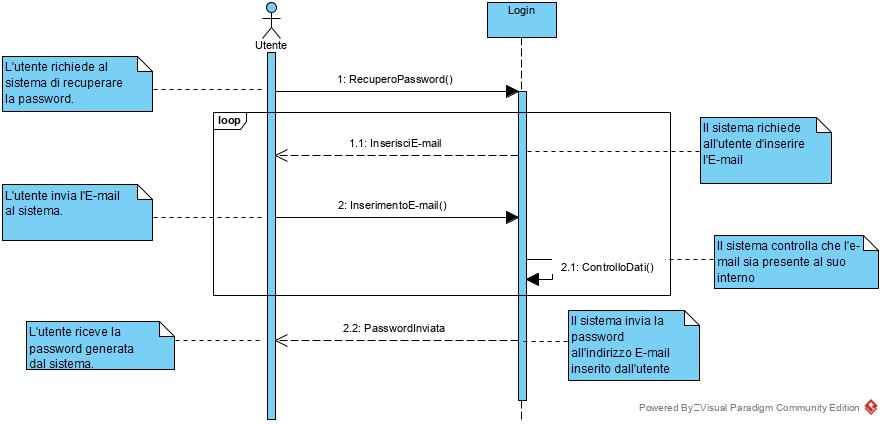 Login
Utente
L'utente richiede al
sistema di recuperare
la password.
1: RecuperoPassword()
loop
1.1: InserisciE-mail
Il sistema richiede
all'utente d'inserire
l'E-mail
L'utente invia l'E-mail
al sistema.
2: InserimentoE-mail()
2.1: ControlloDati()
Il sistema controlla che l'e-
mail sia presente al suo
interno
2.2: PasswordInviata
L'utente riceve la
password generata
dal sistema.
Il sistema invia la
password
all'indirizzo E-mail
inserito dall'utente
Powered By Visual Paradigm Community Edition